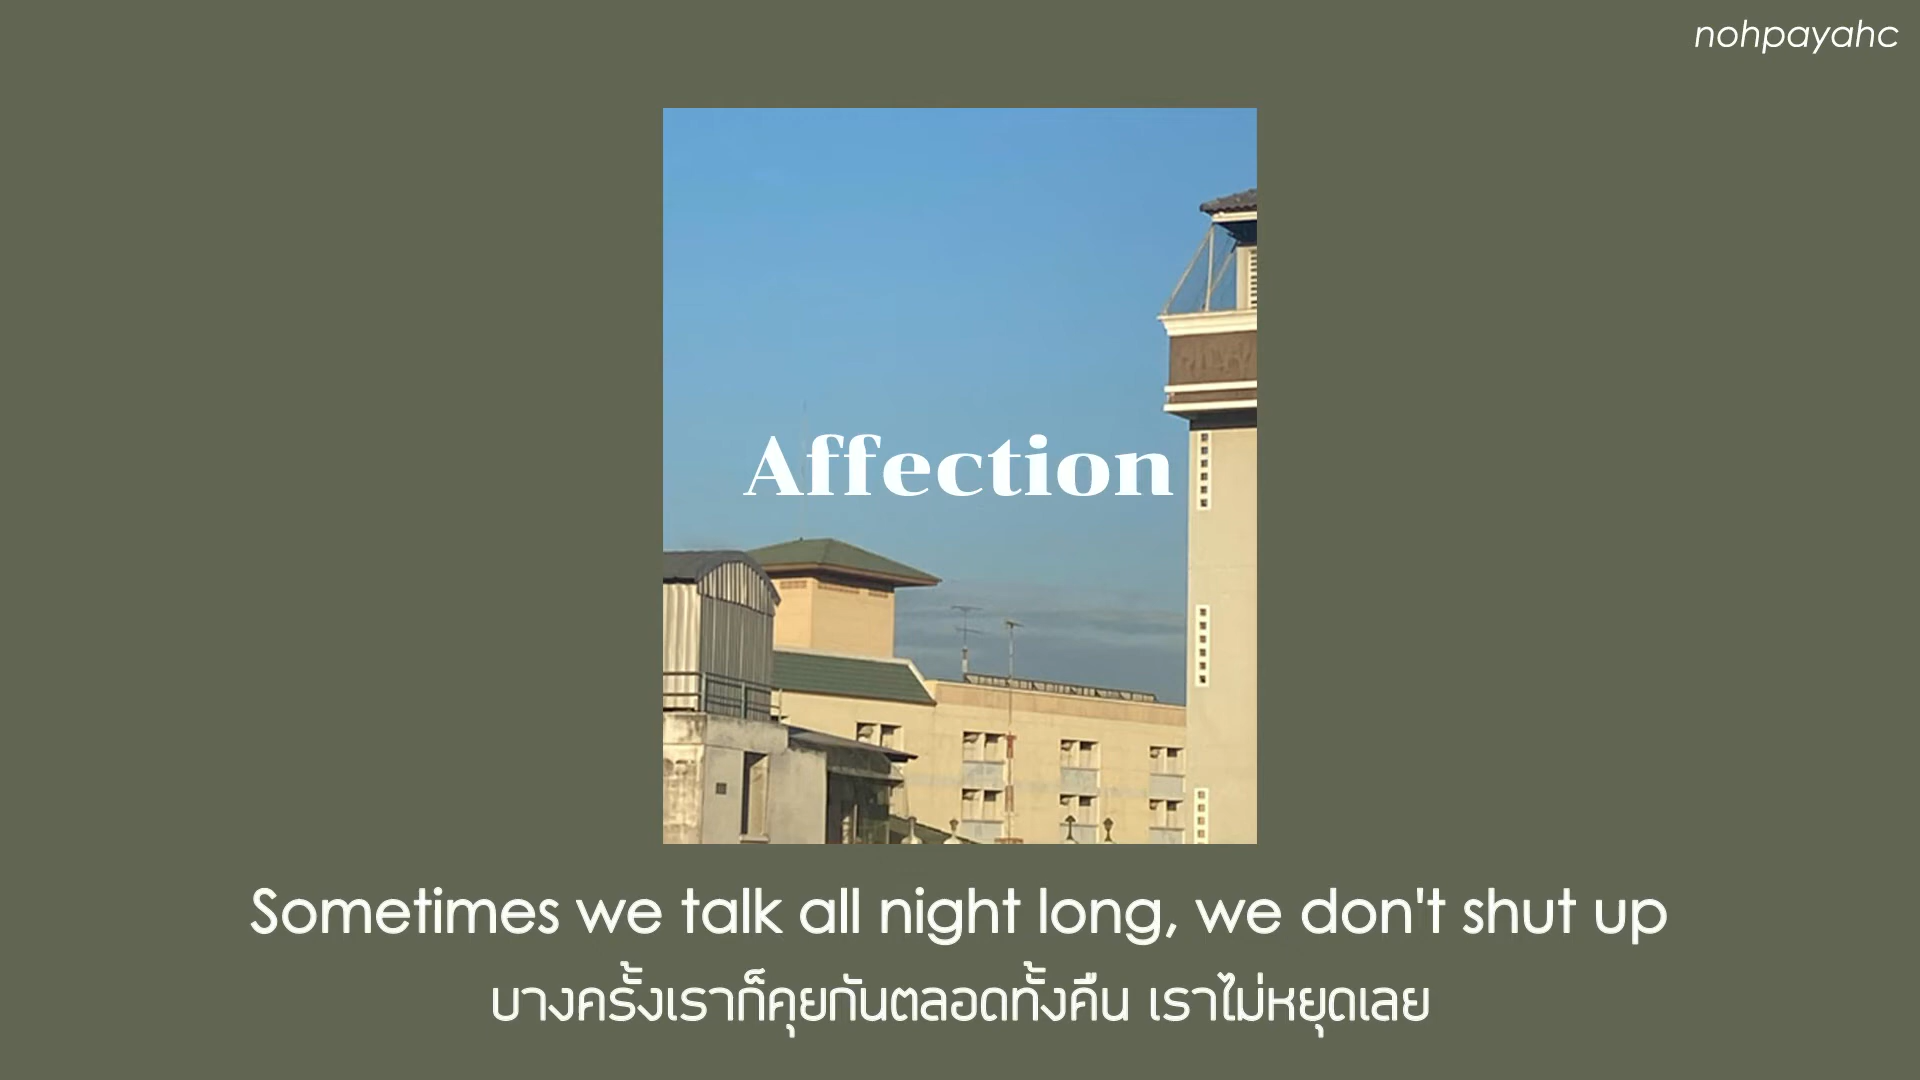 nohpayahc
Affection
Sometimes we talk all night long, we don't shut up
บางครั้งเราก็คุยกันตลอดทั้งคืน เราไม่หยุดเลย